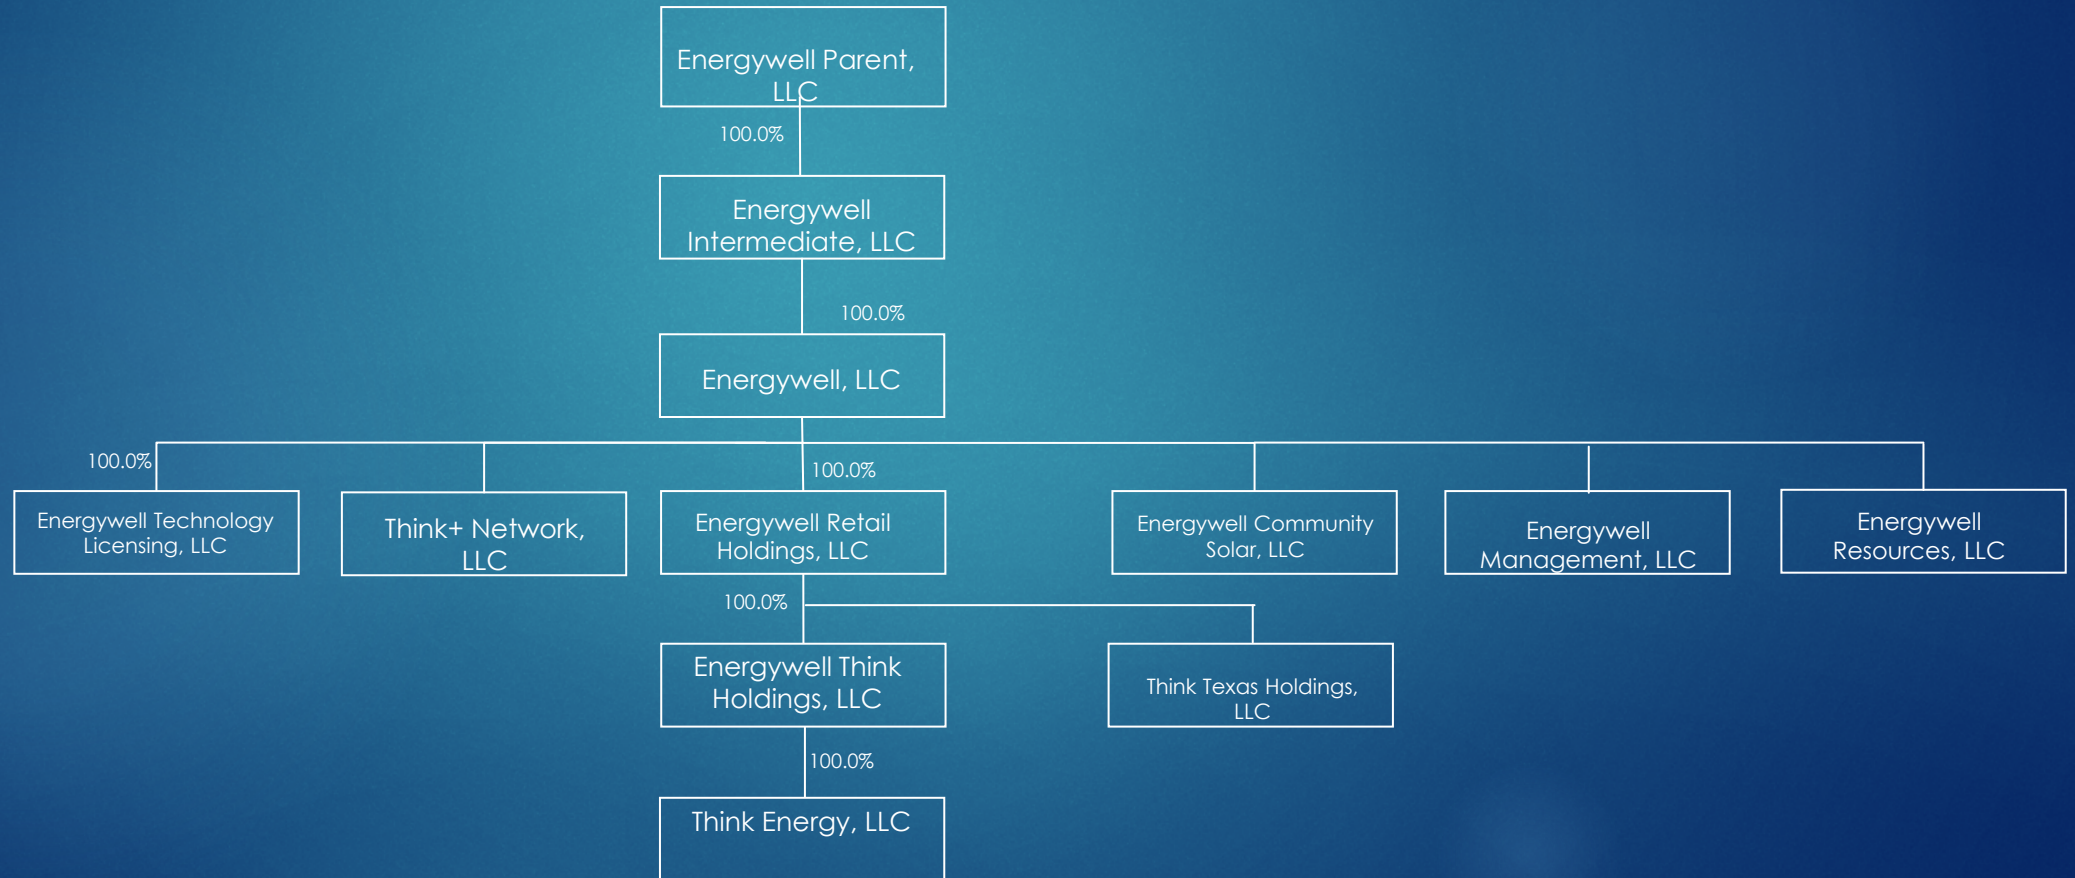 Energywell Parent,
LLC
100.0%
Energywell
Intermediate, LLC
100.0%
Energywell, LLC
100.0%
100.0%
Energywell Technology
Licensing, LLC
Think+ Network,
LLC
Energywell Retail
Holdings, LLC
Energywell Community
Solar, LLC
Energywell
Management, LLC
Energywell
Resources, LLC
100.0%
Energywell Think
Holdings, LLC
Think Texas Holdings,
LLC
100.0%
Think Energy, LLC